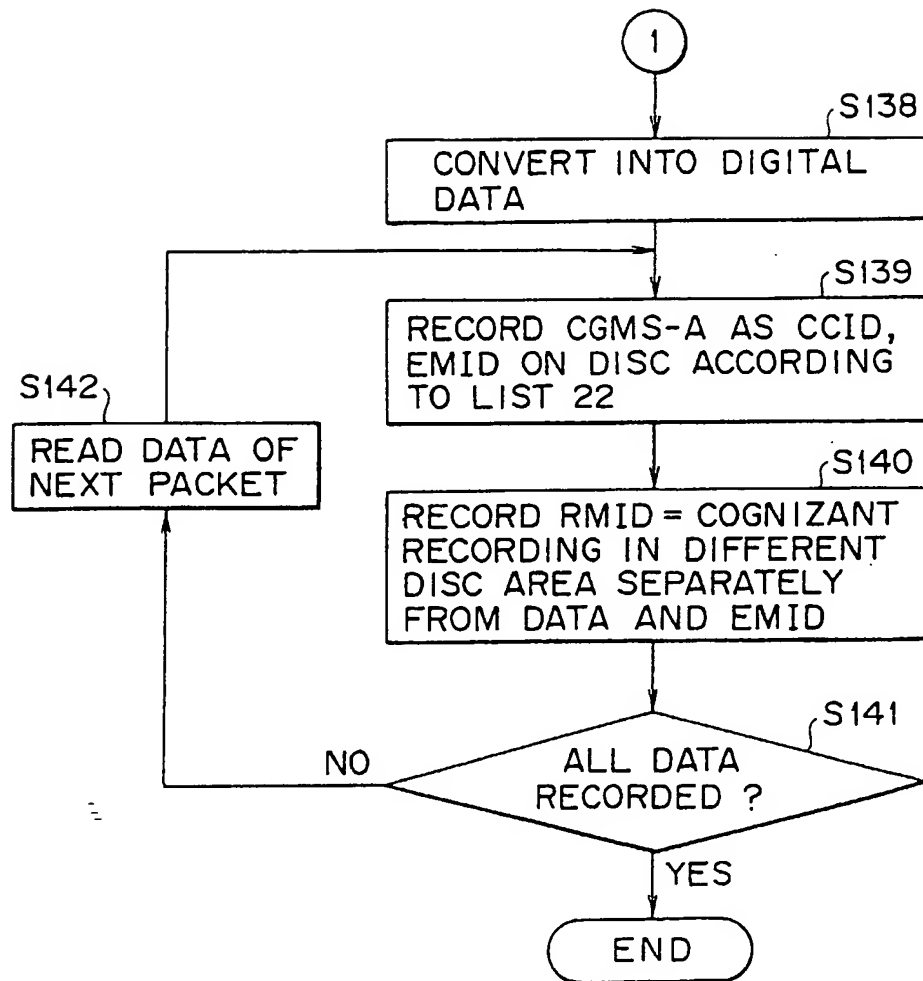 1
S138
CONVERT INTO DIGITAL
DATA
S139
RECORD CGMS-A AS CCID,
EMID ON DISC ACCORDING
TO LIST 22
S142
READ DATA OF
NEXT PACKET
S140
RECORD RMID = COGNIZANT
RECORDING IN DIFFERENT
DISC AREA SEPARATELY
FROM DATA AND EMID
S141
NO
ALL DATA
RECORDED ?
YES
END